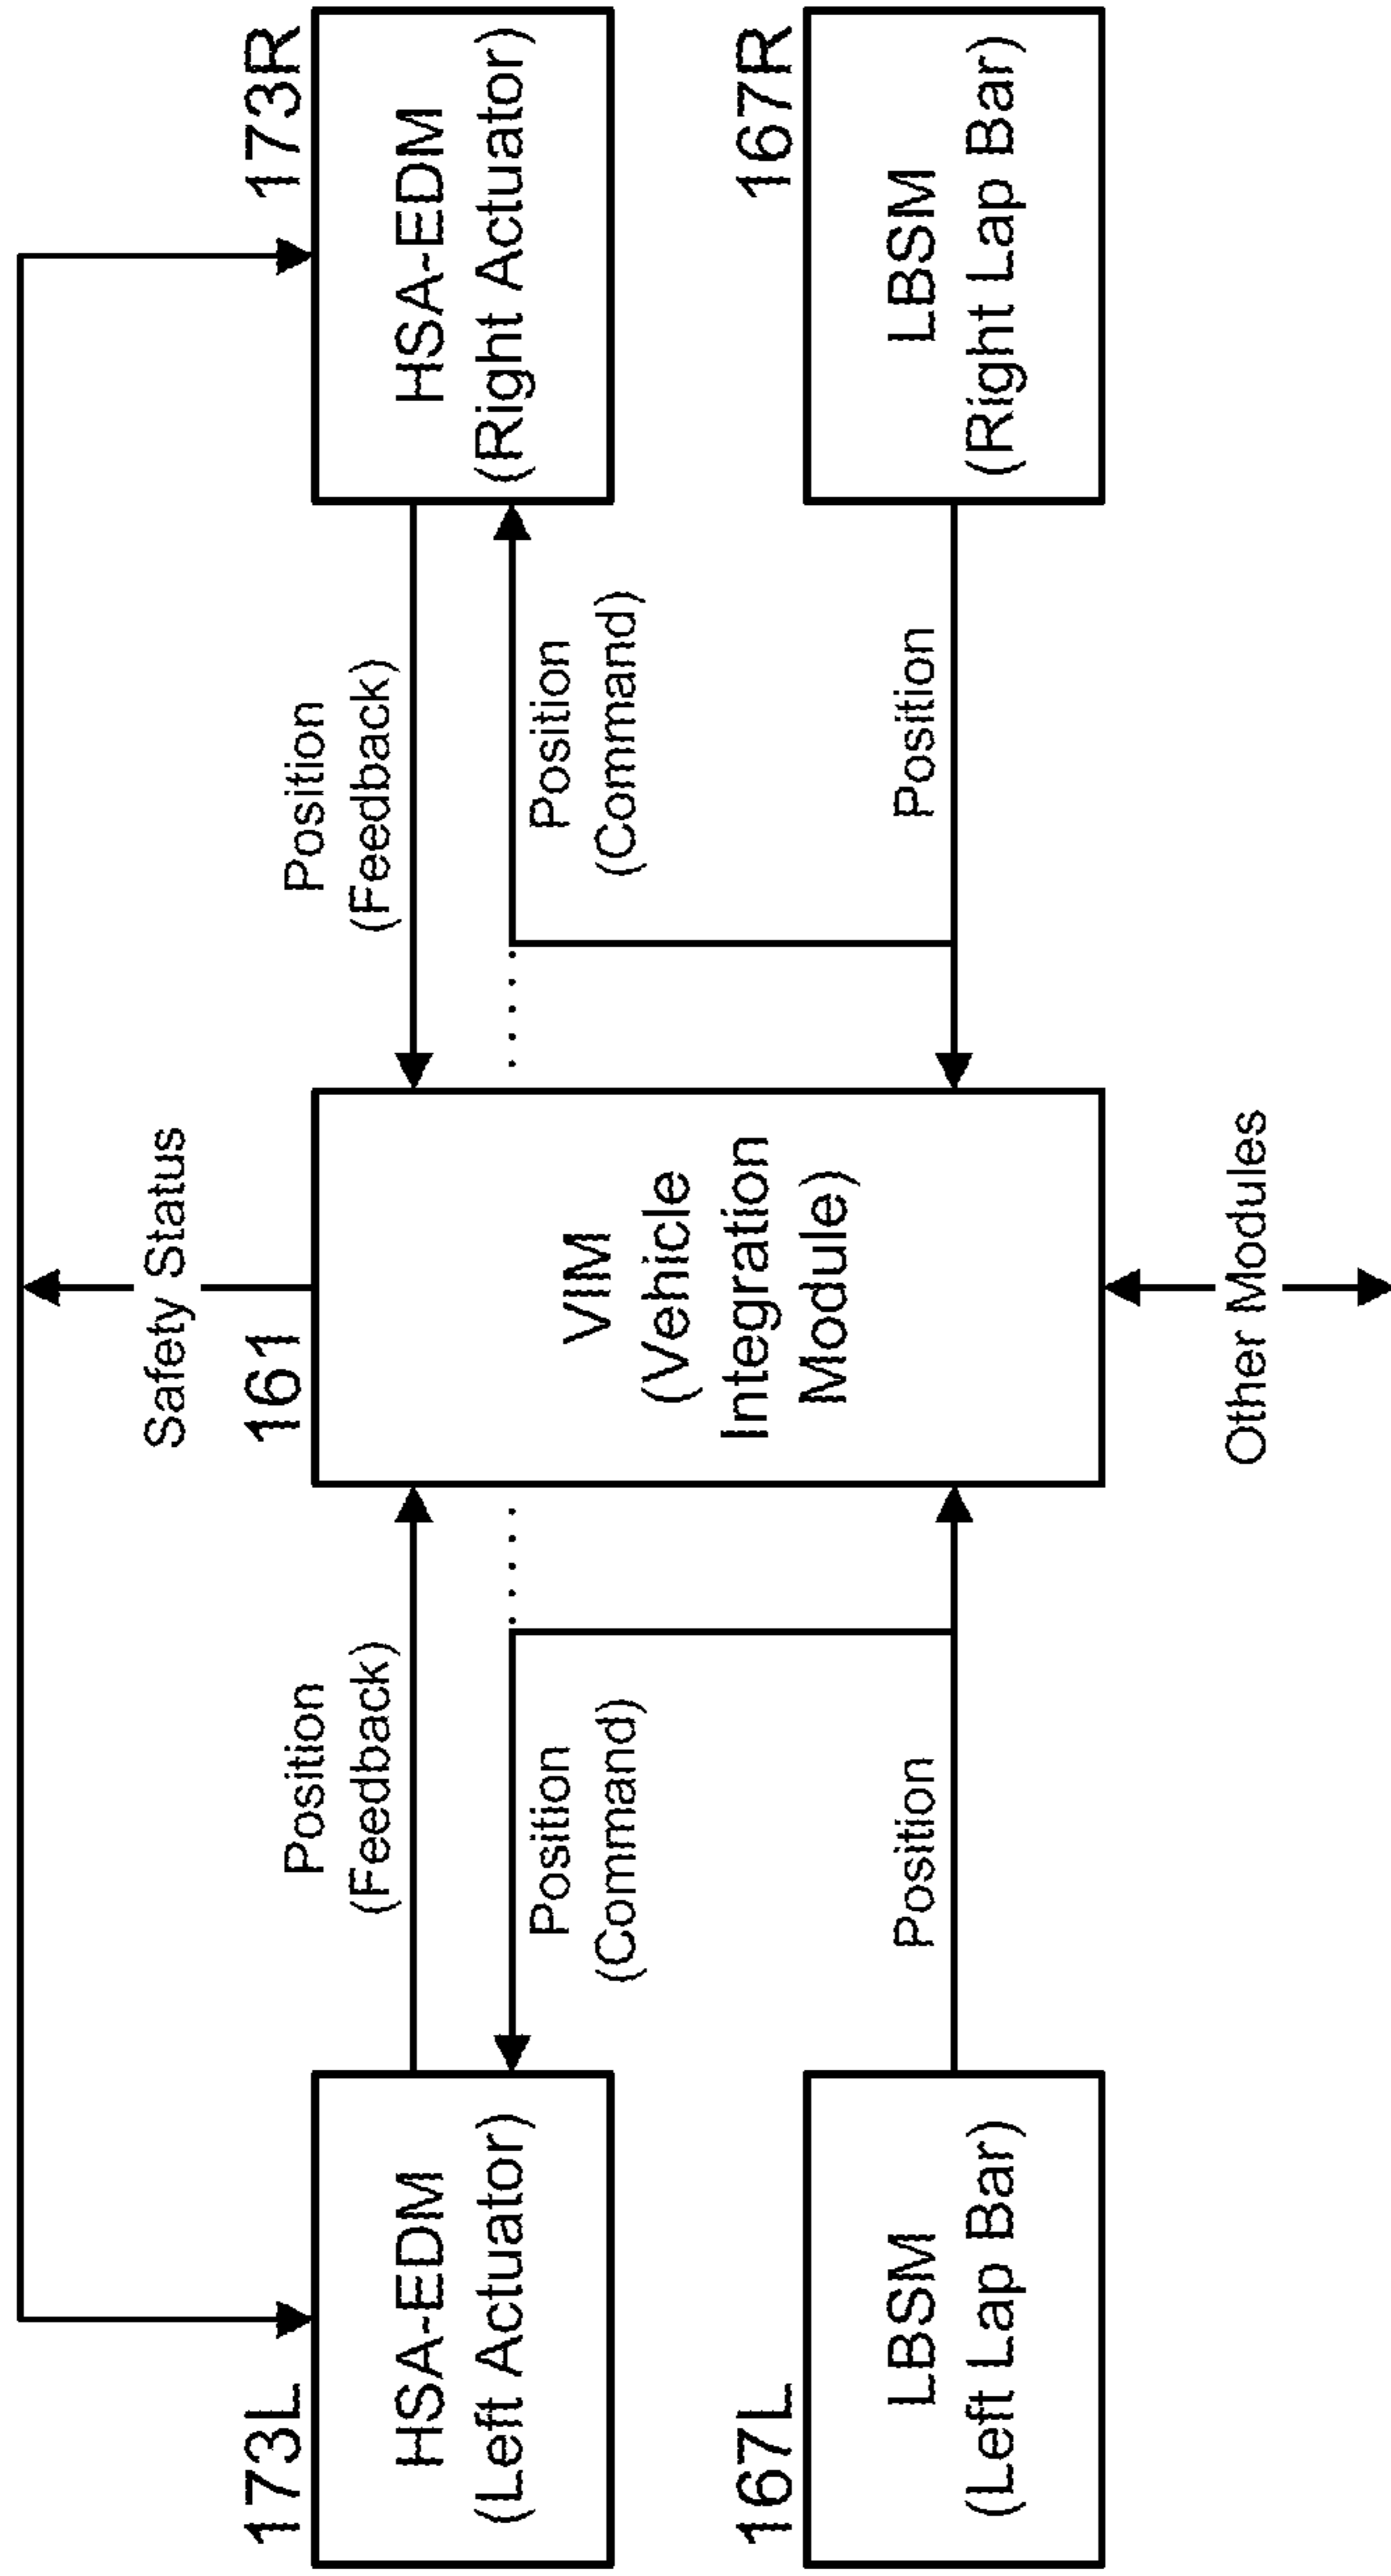 Safety Status
173L
161
173R
HSA-EDM
(Left Actuator)
Position
(Feedback)
Position
(Command)
VIM
(Vehicle
Integration
Module)
Position
(Feedback)
Position
(Command)
HSA-EDM
(Right Actuator)
167L
167R
LBSM
(Left Lap Bar)
Position
Position
LBSM
(Right Lap Bar)
Other Modules